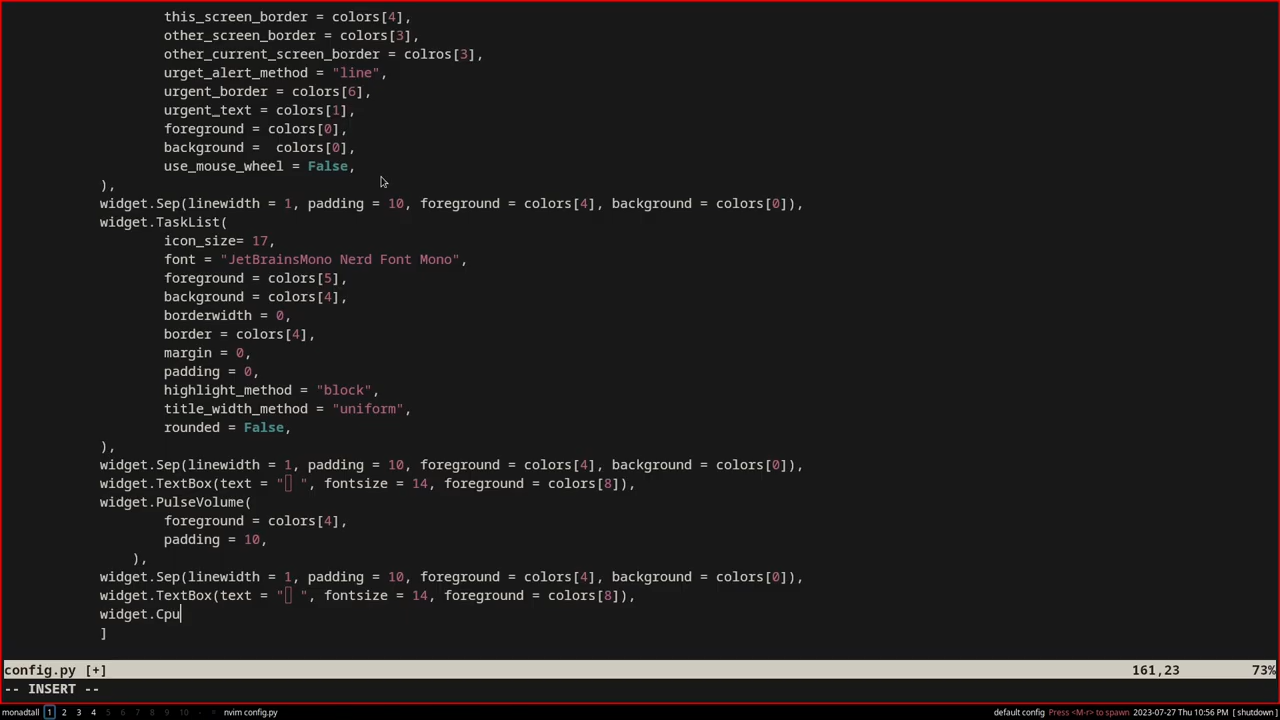 this_screen_border = colors[4],
other_screen_border = colors[3],
other_current_screen_border = colros[3],
urget_alert_method = "line",
urgent_border = colors[6],
urgent_text = colors[1],
foreground = colors[0],
background =  colors[0],
use_mouse_wheel = False,
),
widget.Sep(linewidth = 1, padding = 10, foreground = colors[4], background = colors[0]),
widget.TaskList(
icon_size= 17,
font = "JetBrainsMono Nerd Font Mono",
foreground = colors[5],
background = colors[4],
borderwidth = 0,
border = colors[4],
margin = 0,
padding = 0,
highlight_method = "block",
title_width_method = "uniform",
rounded = False,
),
widget.Sep(linewidth = 1, padding = 10, foreground = colors[4], background = colors[0]),
widget.TextBox(text = "▯ ", fontsize = 14, foreground = colors[8]),
widget.PulseVolume(
foreground = colors[4],
padding = 10,
),
widget.Sep(linewidth = 1, padding = 10, foreground = colors[4], background = colors[0]),
widget.TextBox(text = "▯ ", fontsize = 14, foreground = colors[8]),
widget.Cpu
]
config.py [+] 161,23 73%
-- INSERT --
monadtall 1 2 3 4 5 6 7 8 9 10 - > nvim config.py default config Press <M-r> to spawn 2023-07-27 Thu 10:56 PM [ shutdown ]